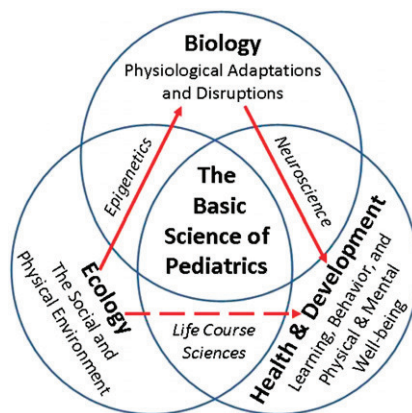 Biology
Physiological Adaptations
and Disruptions
Epigenetics
Neuroscience
The
Basic
Science of
Pediatrics
Ecology
The Social and
Physical Environment
Life Course
Sciences
Health & Development
Learning, Behavior, and
Physical & Mental
Well-being